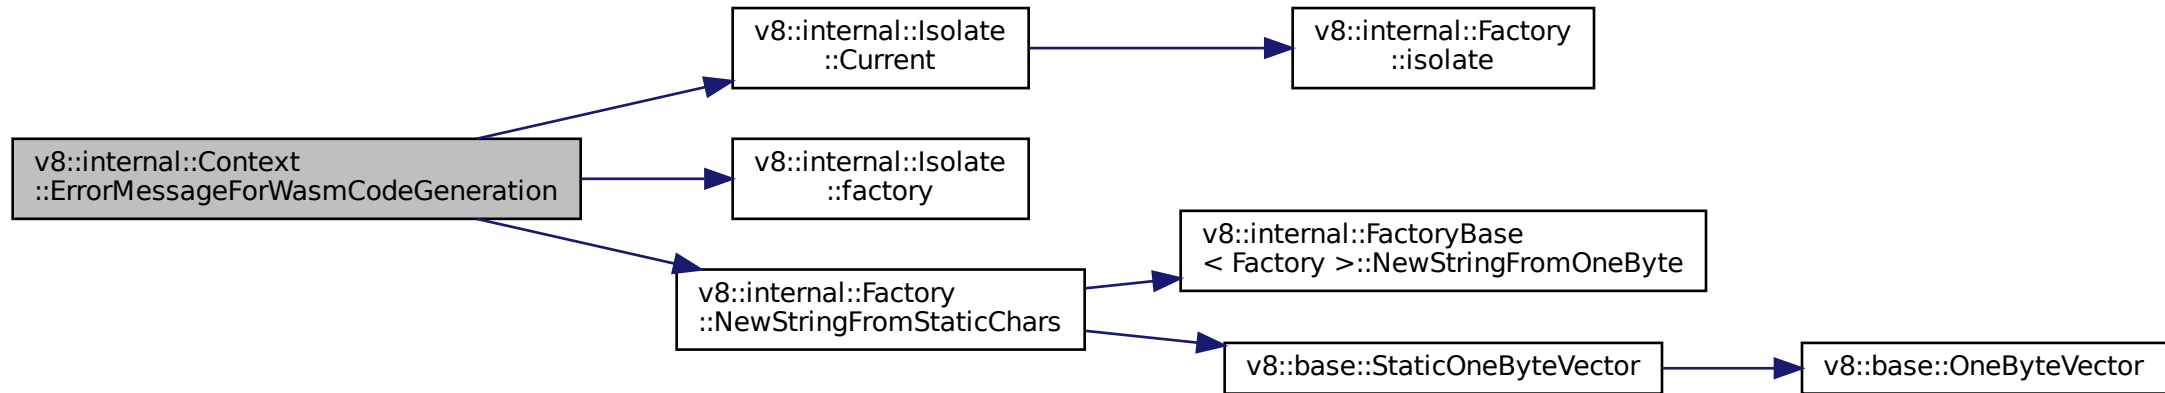 v8::internal::Isolate
::Current
v8::internal::Factory
::isolate
v8::internal::Context
::ErrorMessageForWasmCodeGeneration
v8::internal::Isolate
::factory
v8::internal::FactoryBase
< Factory >::NewStringFromOneByte
v8::internal::Factory
::NewStringFromStaticChars
v8::base::StaticOneByteVector
v8::base::OneByteVector